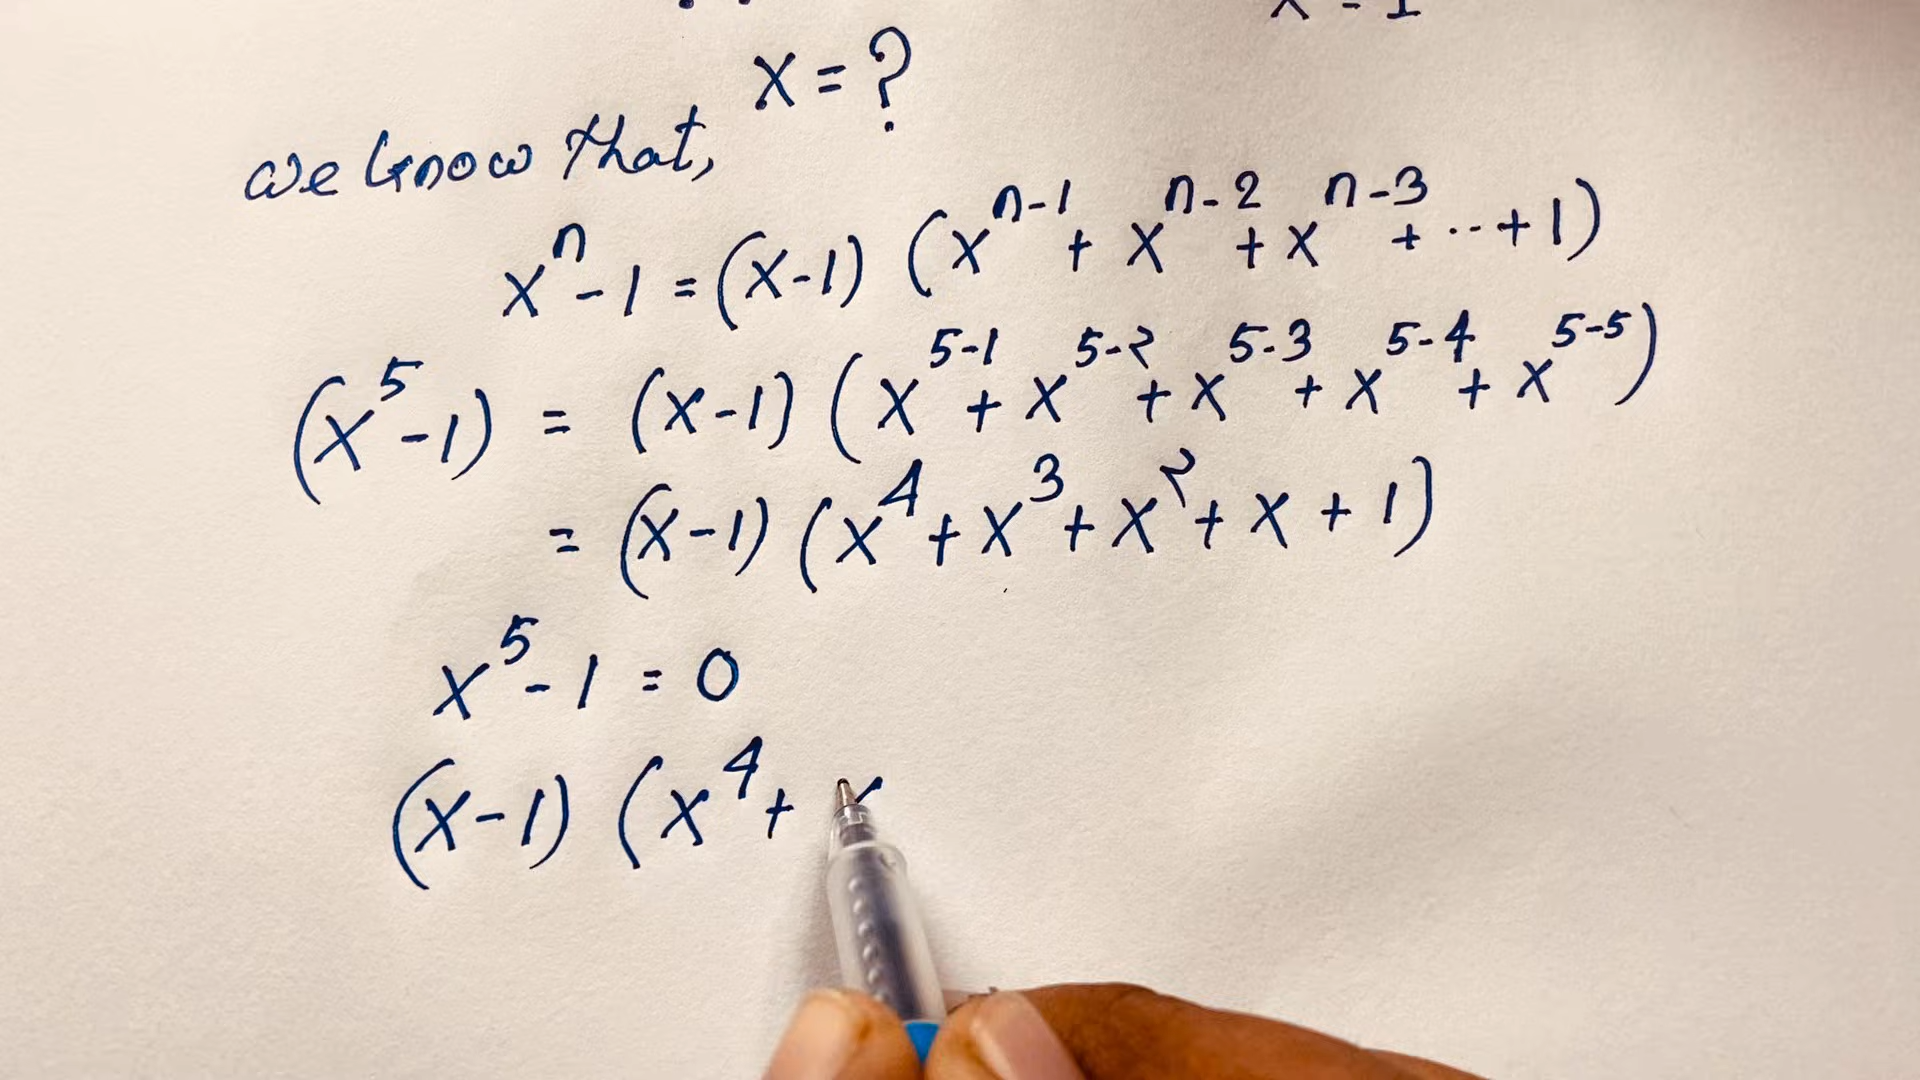 x - 1
x = ?
we know that,
xⁿ - 1 = (x-1) (xⁿ⁻¹ + xⁿ⁻² + xⁿ⁻³ + ... + 1)
(x⁵ - 1) = (x-1) (x⁵⁻¹ + x⁵⁻² + x⁵⁻³ + x⁵⁻⁴ + x⁵⁻⁵)
= (x-1) (x⁴ + x³ + x² + x + 1)
x⁵ - 1 = 0
(x-1) (x⁴ +